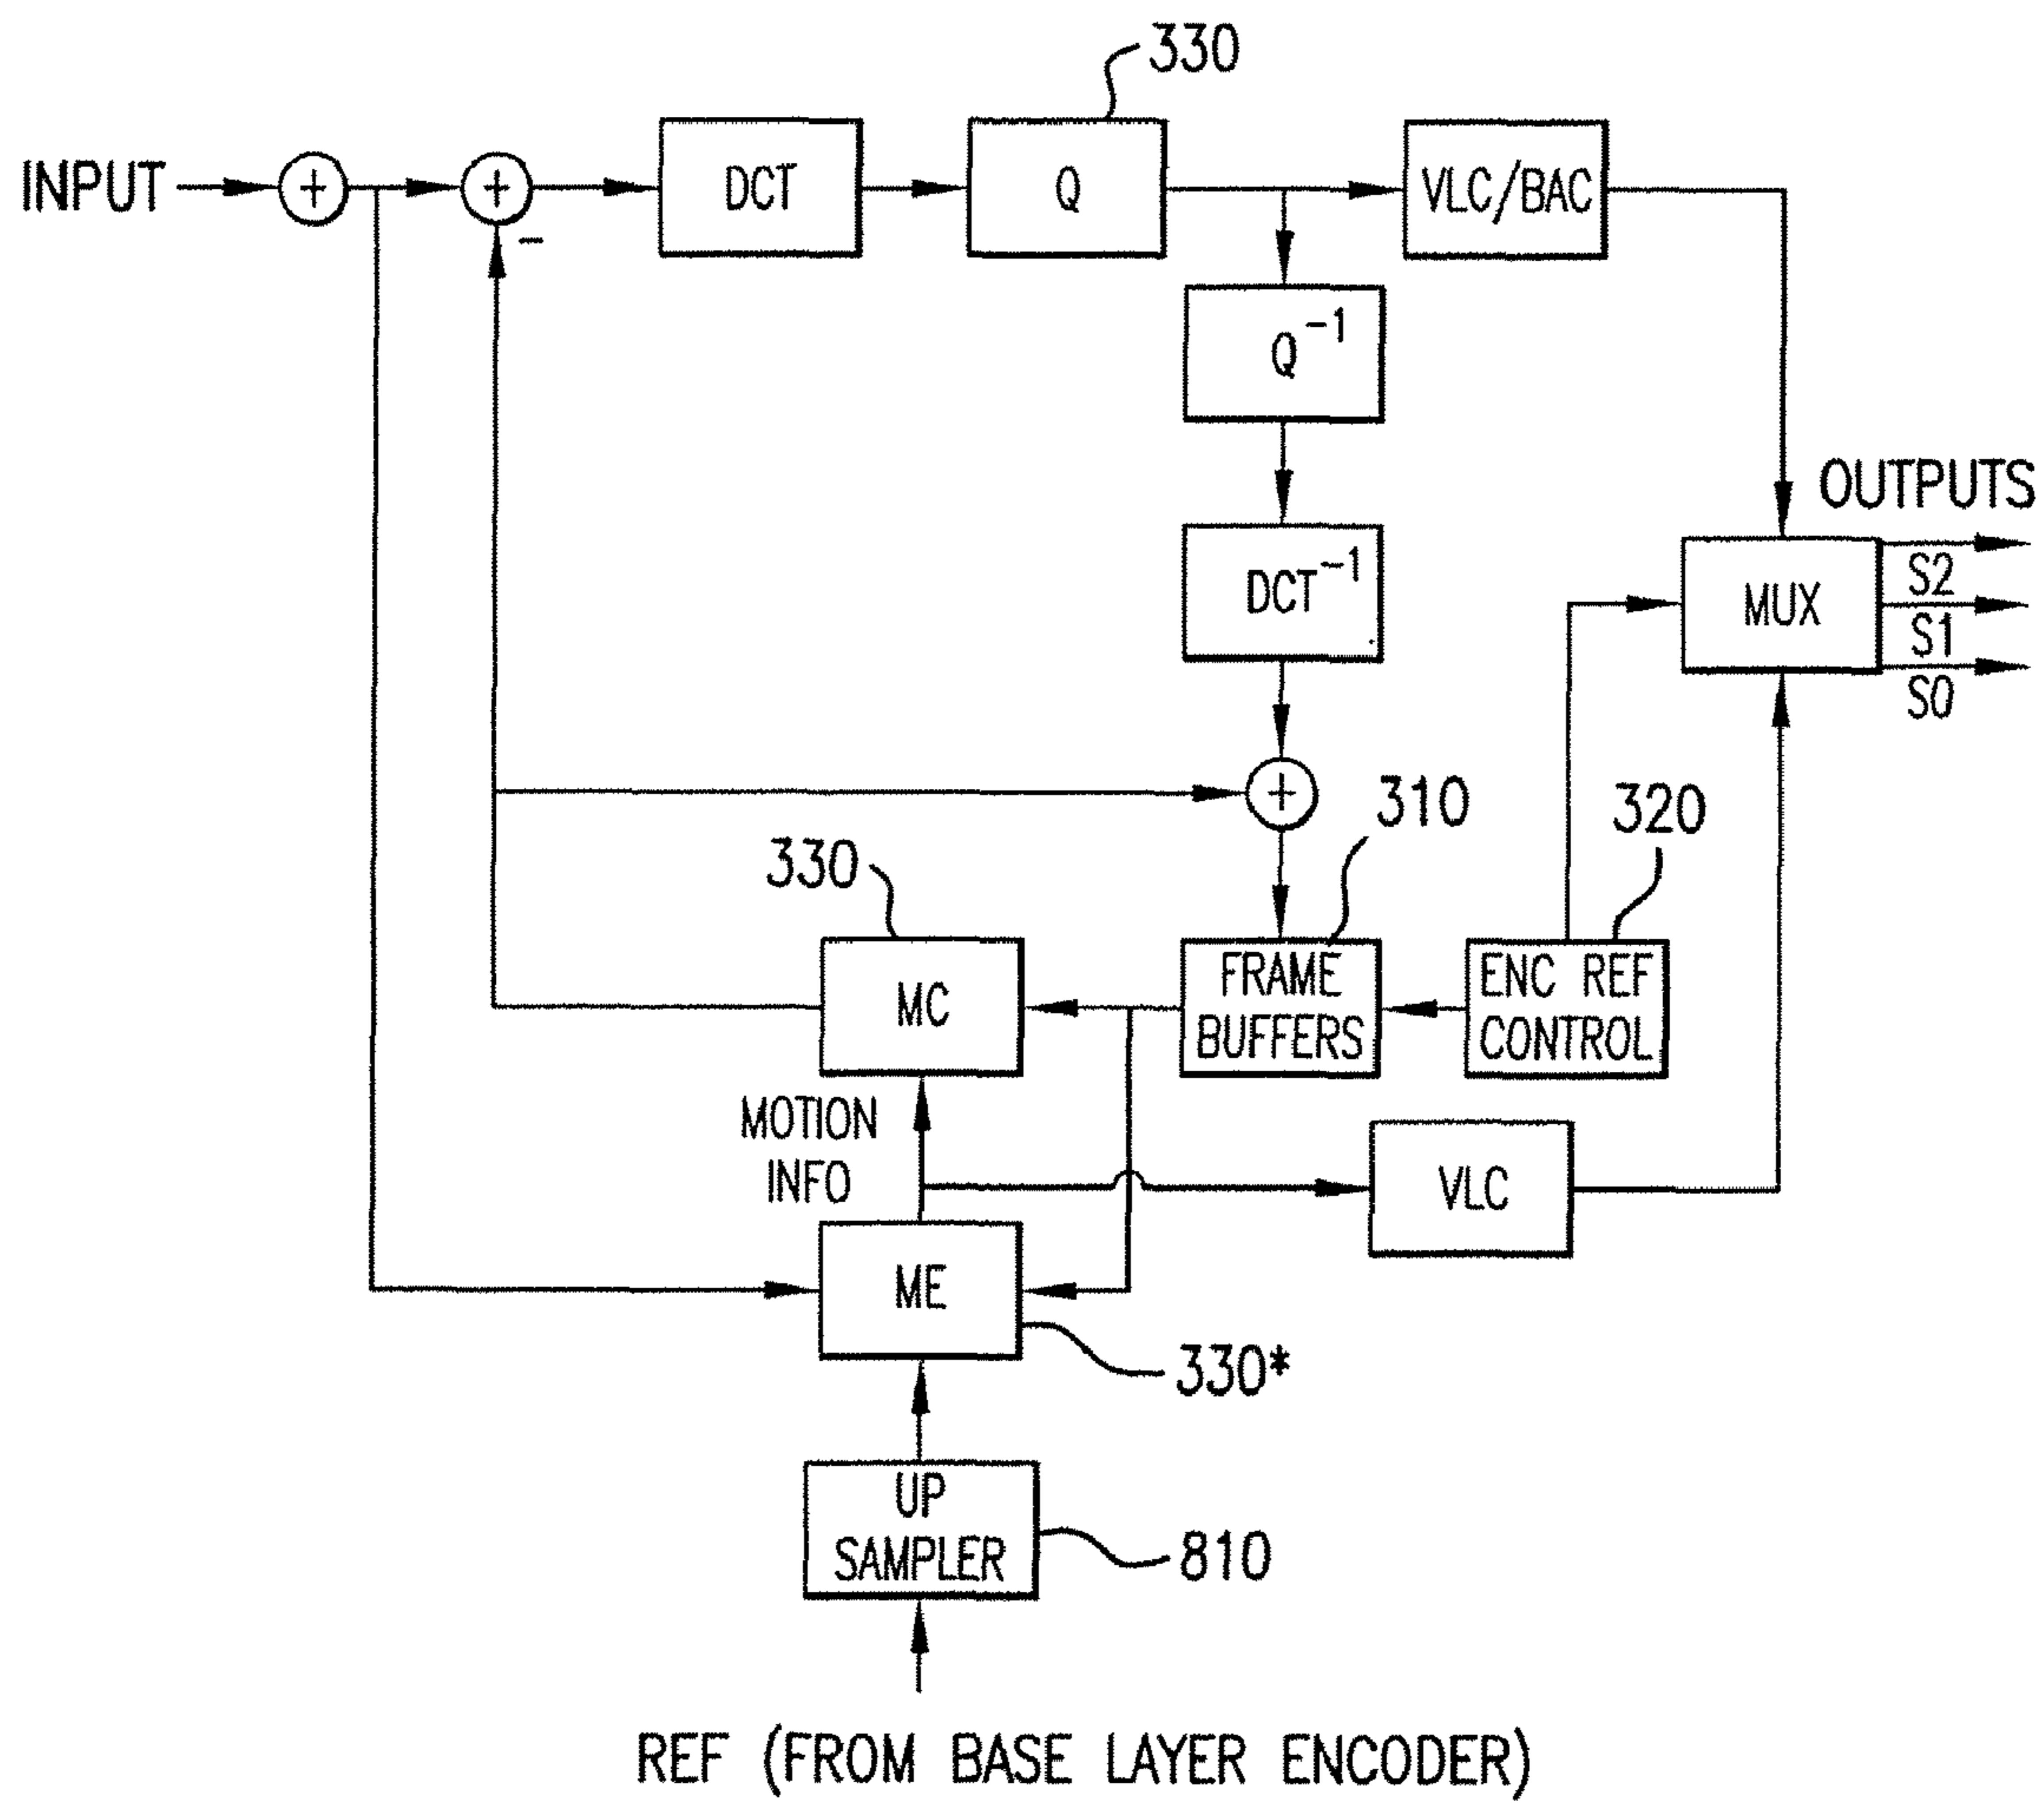 330
INPUT
+
+
-
DCT
Q
VLC/BAC
Q-1
DCT-1
OUTPUTS
MUX
S2
S1
S0
+
310
320
330
MC
FRAME
BUFFERS
ENC REF
CONTROL
MOTION
INFO
VLC
ME
330*
UP
SAMPLER
810
REF (FROM BASE LAYER ENCODER)